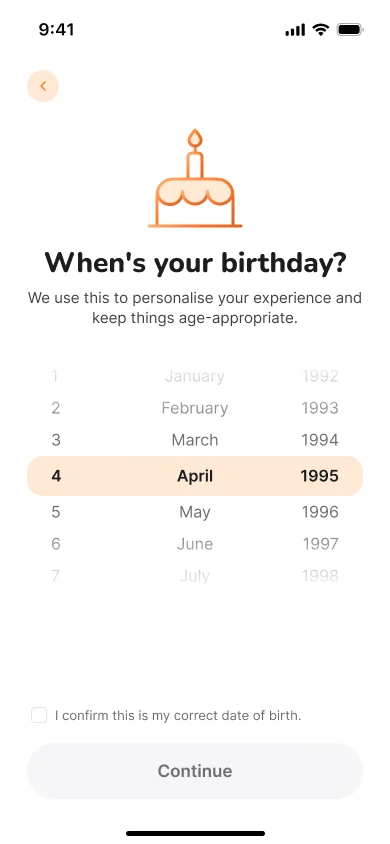 9:41
When's your birthday?
We use this to personalise your experience and
keep things age-appropriate.
1 January 1992
2 February 1993
3 March 1994
4 April 1995
5 May 1996
6 June 1997
7 July 1998
I confirm this is my correct date of birth.
Continue